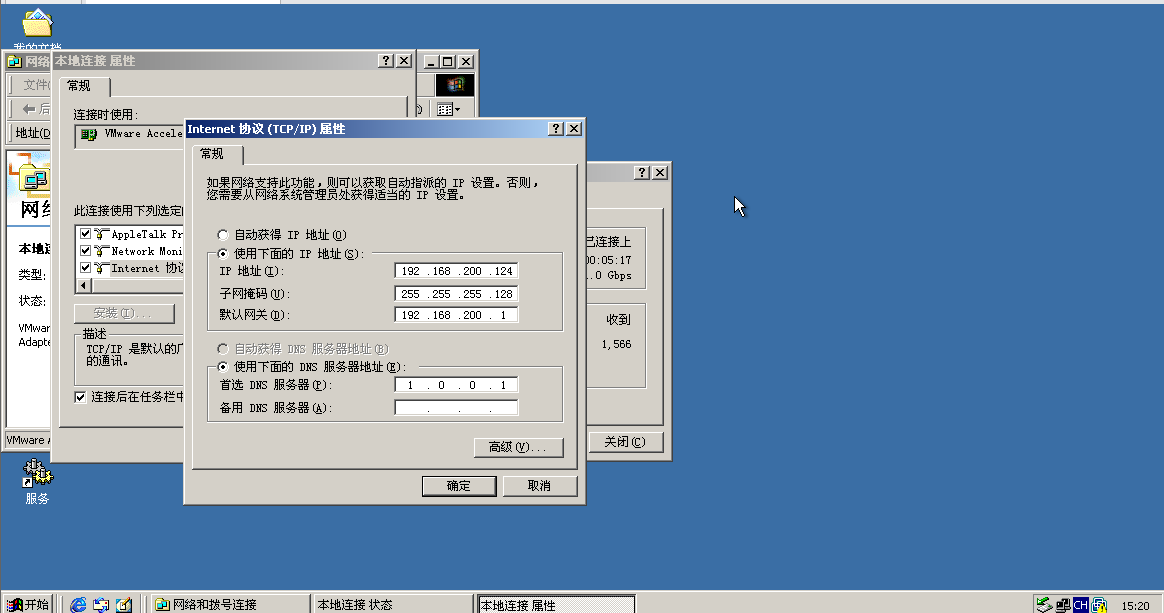 我的文档
网络
本地连接 属性
文件(
常规
后
连接时使用:
地址(D
VMware Accele
Internet 协议 (TCP/IP) 属性
常规
如果网络支持此功能,则可以获取自动指派的 IP 设置。否则,
您需要从网络系统管理员处获得适当的 IP 设置。
自动获得 IP 地址(O)
使用下面的 IP 地址(S):
IP 地址(I):
192 .168 .200 .124
子网掩码(U):
255 .255 .255 .128
默认网关(D):
192 .168 .200 . 1
自动获得 DNS 服务器地址(B)
使用下面的 DNS 服务器地址(E):
首选 DNS 服务器(P):
1 . 0 . 0 . 1
备用 DNS 服务器(A):
. . .
高级(V)...
确定
取消
网络
此连接使用下列选定
AppleTalk Pr
Network Moni
Internet 协议
安装(I)...
描述
TCP/IP 是默认的广
的通讯。
连接后在任务栏中
本地连
类型:
状态:
VMwar
Adapte
VMware A
已连接上
00:05:17
.0 Gbps
收到
1,566
关闭(C)
服务
开始
网络和拨号连接
本地连接 状态
本地连接 属性
CH
15:20